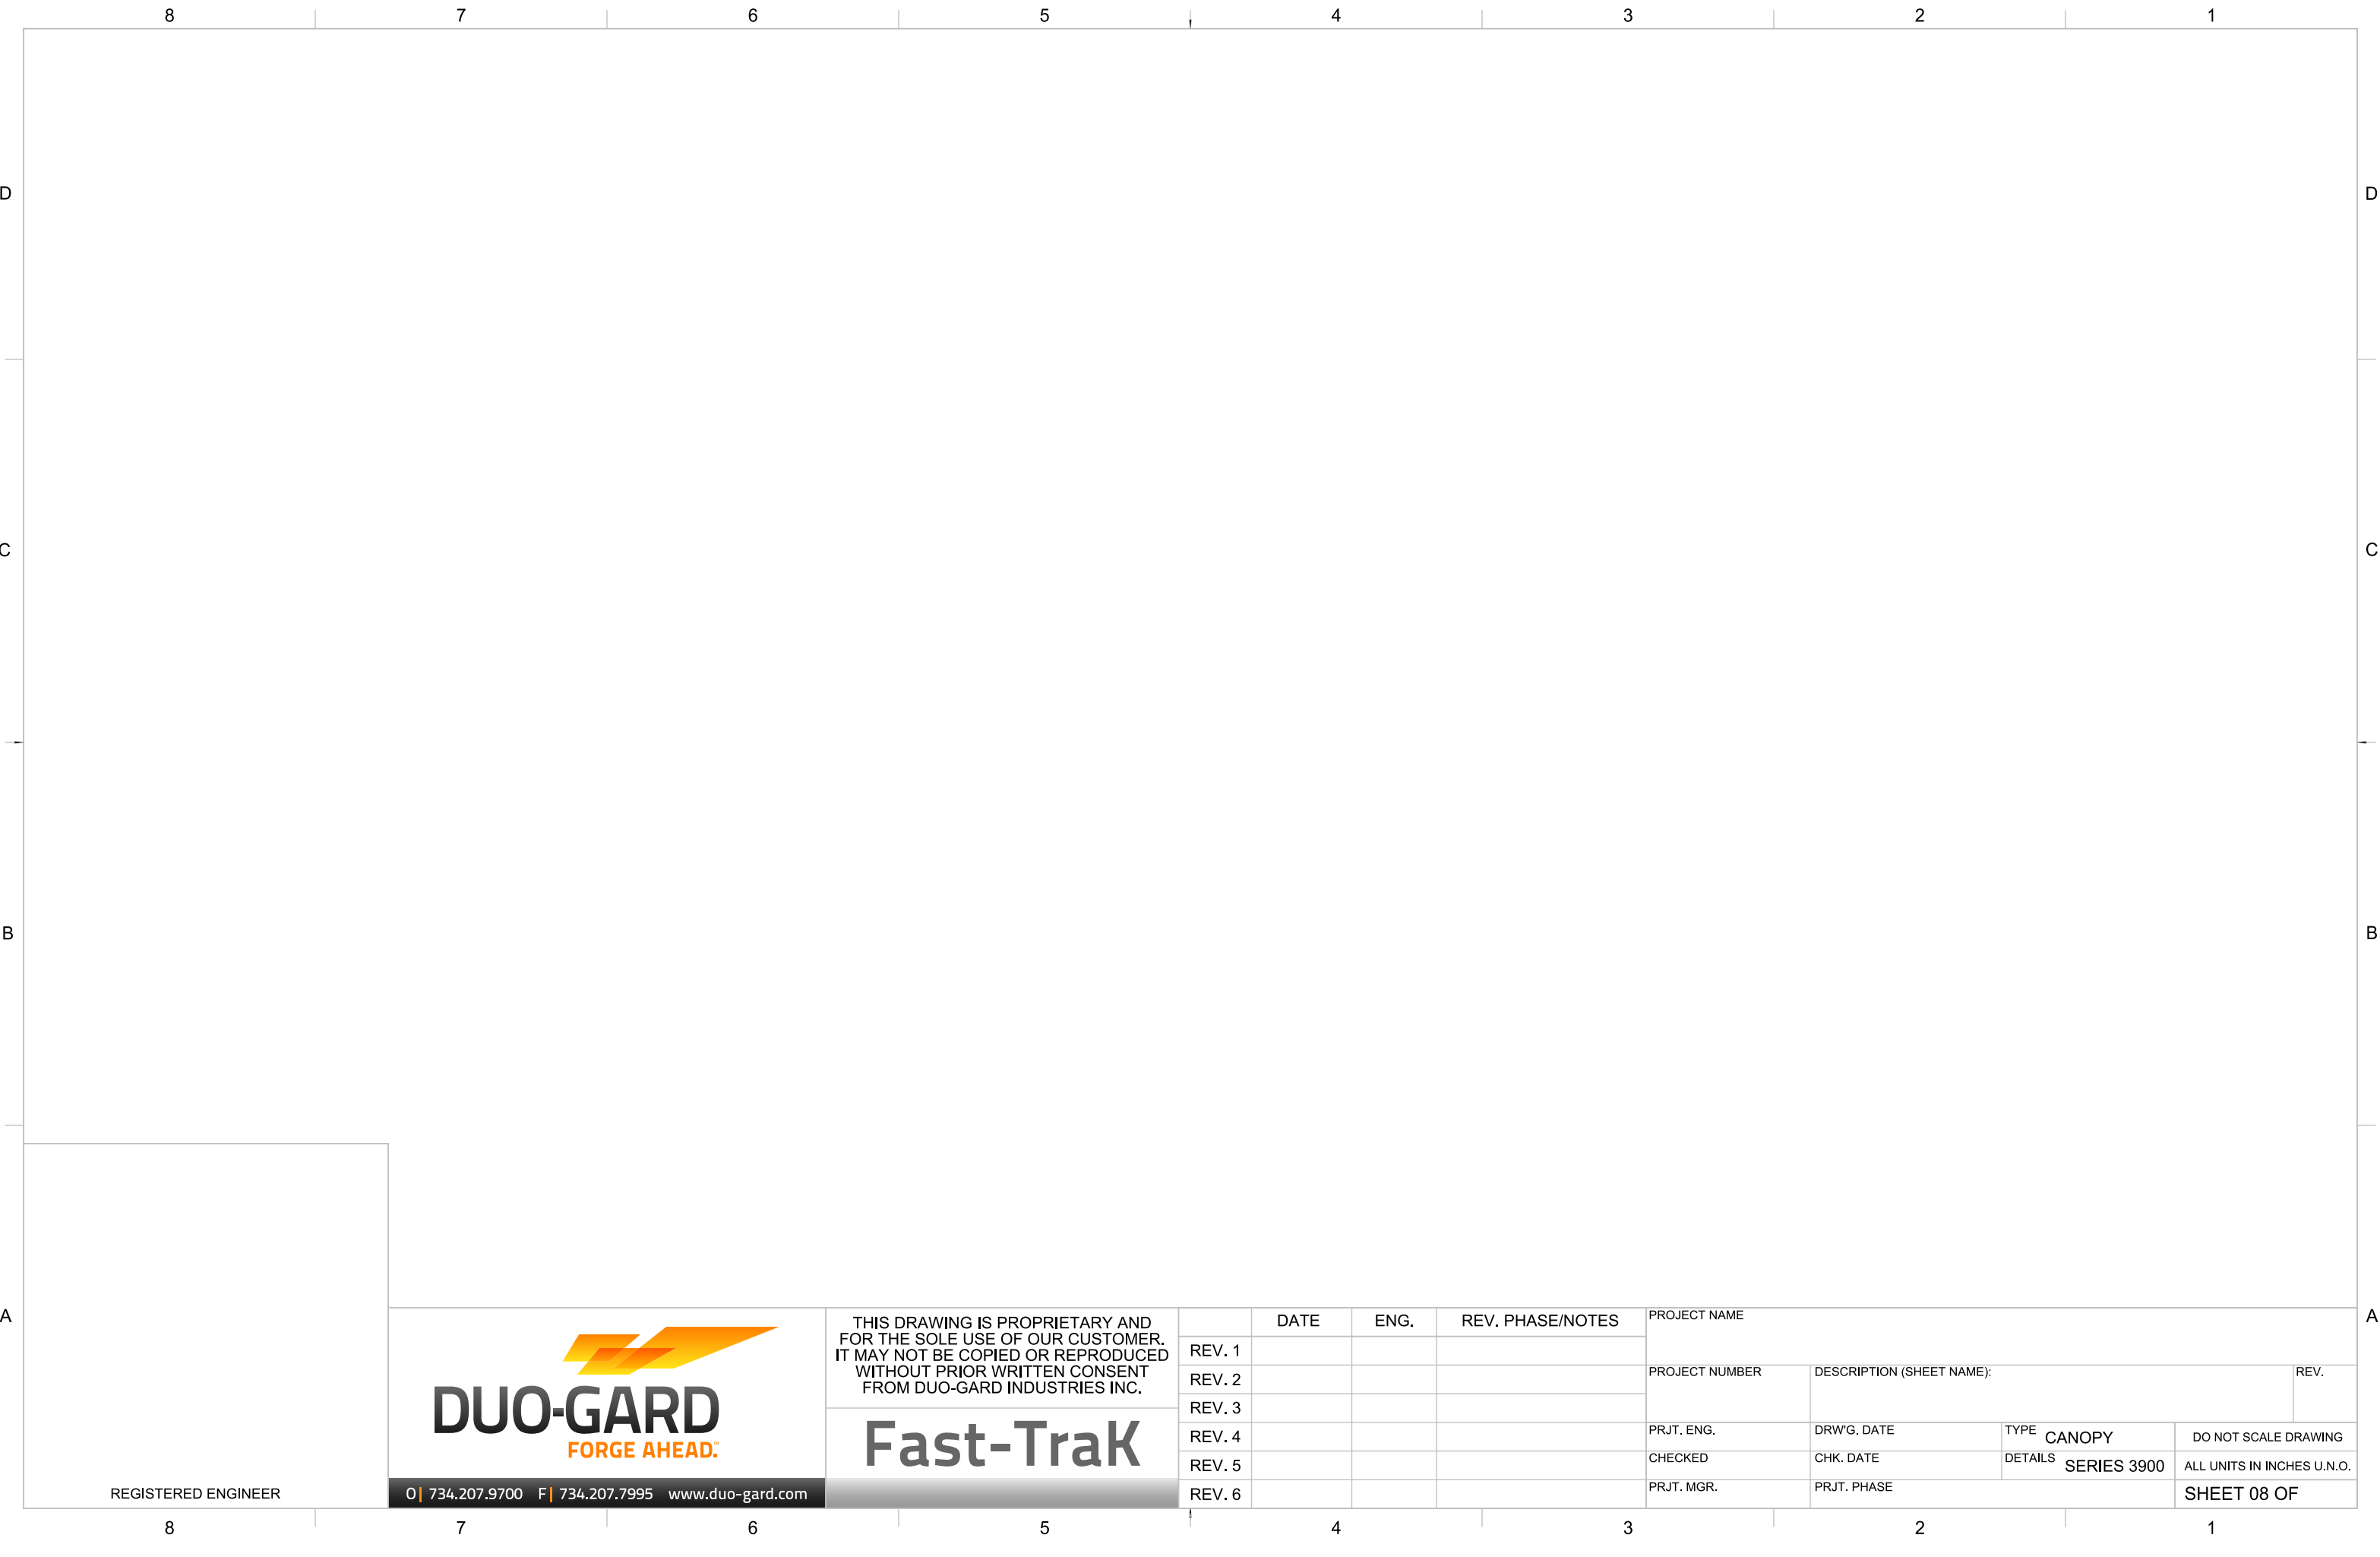 8 7 6 5 4 3 2 1
D D
C C
B B
A A
REGISTERED ENGINEER
DUO-GARD
FORGE AHEAD.™
O| 734.207.9700 F| 734.207.7995 www.duo-gard.com
THIS DRAWING IS PROPRIETARY AND
FOR THE SOLE USE OF OUR CUSTOMER.
IT MAY NOT BE COPIED OR REPRODUCED
WITHOUT PRIOR WRITTEN CONSENT
FROM DUO-GARD INDUSTRIES INC.
Fast-TraK
DATE ENG. REV. PHASE/NOTES
REV. 1
REV. 2
REV. 3
REV. 4
REV. 5
REV. 6
PROJECT NAME
PROJECT NUMBER DESCRIPTION (SHEET NAME): REV.
PRJT. ENG. DRW'G. DATE TYPE CANOPY DO NOT SCALE DRAWING
CHECKED CHK. DATE DETAILS SERIES 3900 ALL UNITS IN INCHES U.N.O.
PRJT. MGR. PRJT. PHASE SHEET 08 OF
8 7 6 5 4 3 2 1